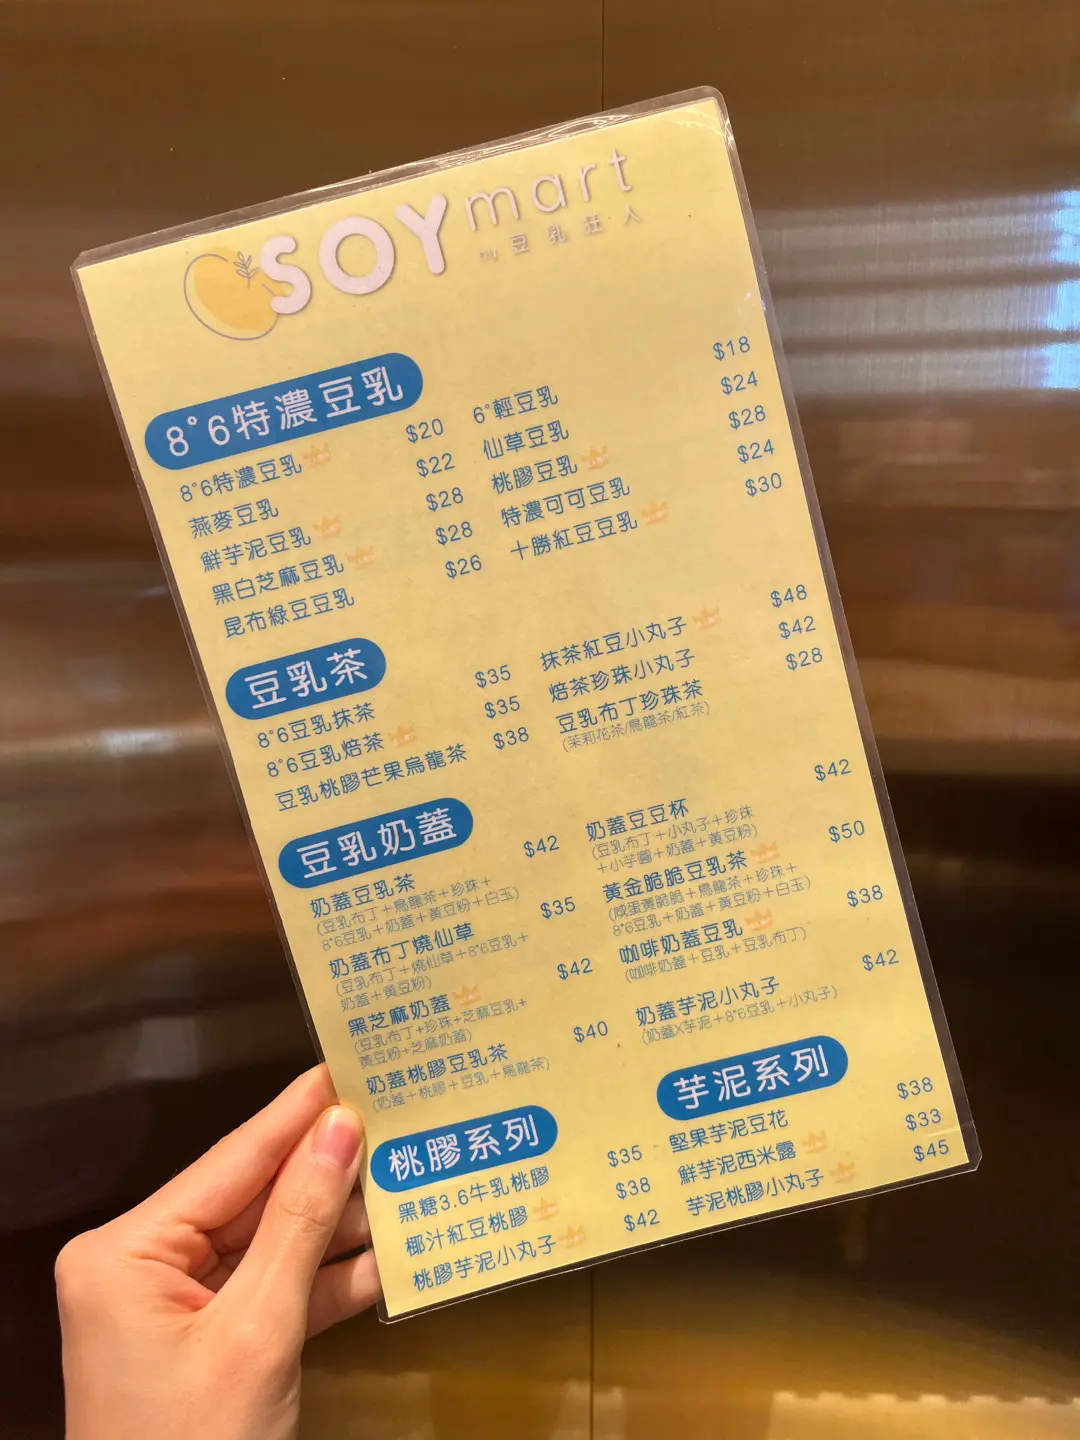 SOY mart
by 豆乳狂人
8°6特濃豆乳
8°6特濃豆乳 $20
燕麥豆乳 $22
鮮芋泥豆乳 $28
黑白芝麻豆乳 $28
昆布綠豆豆乳 $26
6°輕豆乳 $18
仙草豆乳 $24
桃膠豆乳 $28
特濃可可豆乳 $24
十勝紅豆豆乳 $30
豆乳茶
8°6豆乳抹茶 $35
8°6豆乳焙茶 $35
豆乳桃膠芒果烏龍茶 $38
抹茶紅豆小丸子 $48
焙茶珍珠小丸子 $42
豆乳布丁珍珠茶 $28
(茉莉花茶/烏龍茶/紅茶)
豆乳奶蓋
奶蓋豆乳茶 $42
(豆乳布丁＋烏龍茶＋珍珠＋
8°6豆乳＋奶蓋＋黃豆粉＋白玉)
奶蓋布丁燒仙草 $35
(豆乳布丁＋燒仙草＋8°6豆乳＋
奶蓋＋黃豆粉)
黑芝麻奶蓋 $42
(豆乳布丁+珍珠+芝麻豆乳+
黃豆粉+芝麻奶蓋)
奶蓋桃膠豆乳茶 $40
(奶蓋＋桃膠＋豆乳＋烏龍茶)
奶蓋豆豆杯 $42
(豆乳布丁＋小丸子＋珍珠
＋小芋圓＋奶蓋＋黃豆粉)
黃金脆脆豆乳茶 $50
(咸蛋黃脆脆＋烏龍茶＋珍珠＋
8°6豆乳＋奶蓋＋黃豆粉＋白玉)
咖啡奶蓋豆乳 $38
(咖啡奶蓋＋豆乳＋豆乳布丁)
奶蓋芋泥小丸子 $42
(奶蓋X芋泥＋8°6豆乳＋小丸子)
桃膠系列
黑糖3.6牛乳桃膠 $35
椰汁紅豆桃膠 $38
桃膠芋泥小丸子 $42
芋泥系列
堅果芋泥豆花 $38
鮮芋泥西米露 $33
芋泥桃膠小丸子 $45